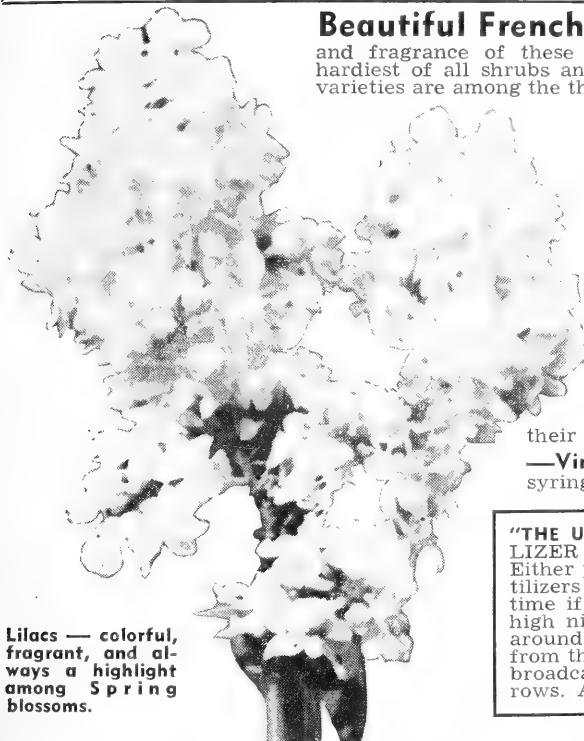 Beautiful French
and fragrance of these
hardiest of all shrubs an
varieties are among the th
their
—Vir
syring
"THE U
LIZER
Either
tilizers
time if
high ni
around
from th
broadca
rows. A
Lilacs — colorful,
fragrant, and al-
ways a highlight
among Spring
blossoms.